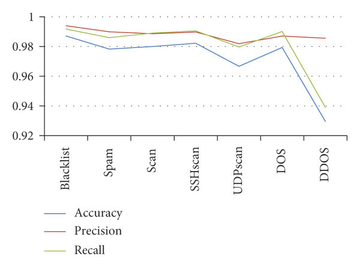 1
0.98
0.96
0.94
0.92
Blacklist
Spam
Scan
SSHscan
UDPscan
DOS
DDOS
Accuracy
Precision
Recall